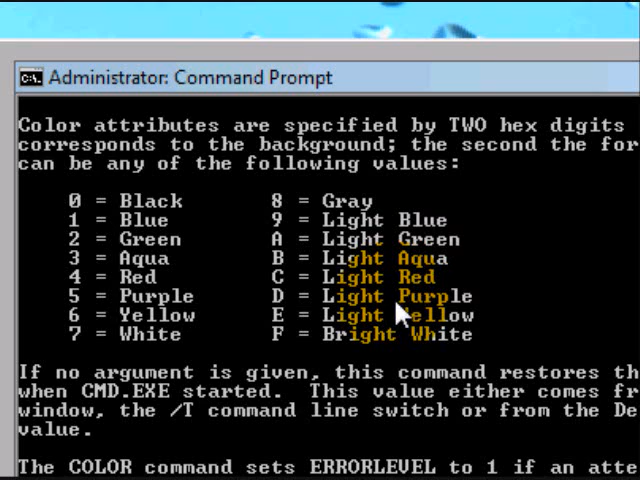 C:\. Administrator: Command Prompt
Color attributes are specified by TWO hex digits
corresponds to the background; the second the for
can be any of the following values:
0 = Black 8 = Gray
1 = Blue 9 = Light Blue
2 = Green A = Light Green
3 = Aqua B = Light Aqua
4 = Red C = Light Red
5 = Purple D = Light Purple
6 = Yellow E = Light Yellow
7 = White F = Bright White
If no argument is given, this command restores th
when CMD.EXE started. This value either comes fr
window, the /T command line switch or from the De
value.
The COLOR command sets ERRORLEVEL to 1 if an atte